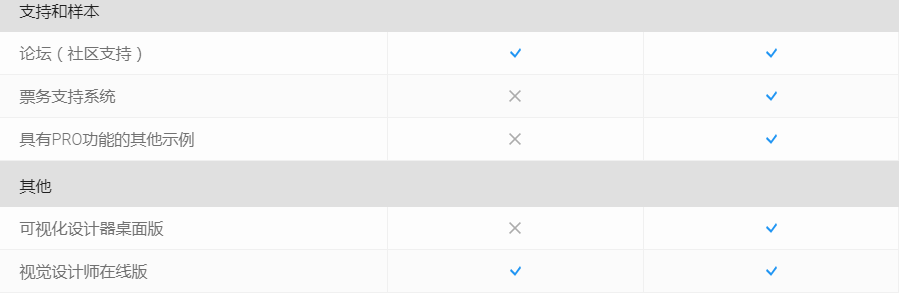 支持和样本
论坛（社区支持）
票务支持系统
具有PRO功能的其他示例
其他
可视化设计器桌面版
视觉设计师在线版